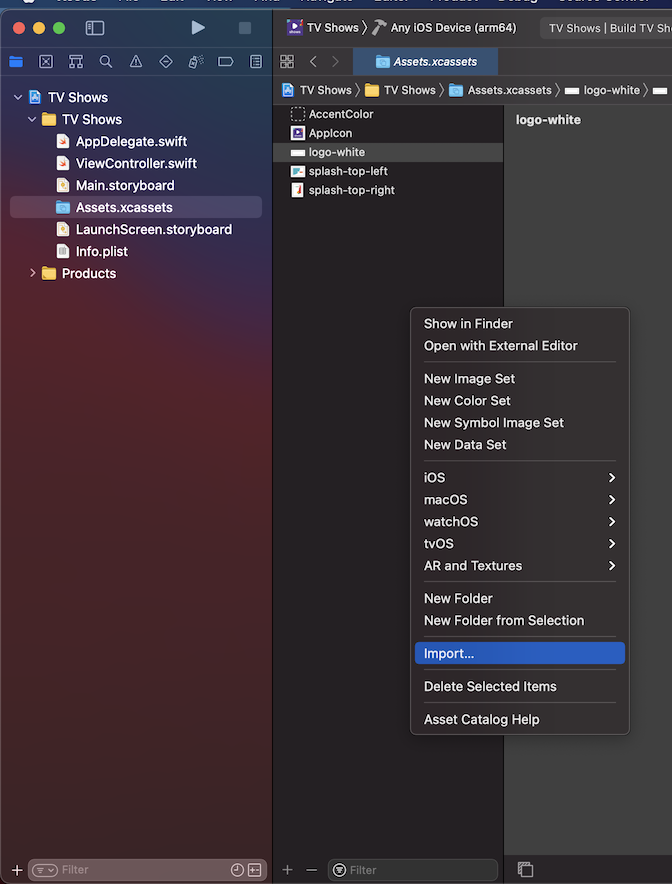 TV Shows
Any iOS Device (arm64)
TV Shows | Build TV Sh
Assets.xcassets
TV Shows
TV Shows
Assets.xcassets
logo-white
TV Shows
TV Shows
AppDelegate.swift
ViewController.swift
Main.storyboard
Assets.xcassets
LaunchScreen.storyboard
Info.plist
Products
AccentColor
AppIcon
logo-white
splash-top-left
splash-top-right
logo-white
Show in Finder
Open with External Editor
New Image Set
New Color Set
New Symbol Image Set
New Data Set
iOS
macOS
watchOS
tvOS
AR and Textures
New Folder
New Folder from Selection
Import...
Delete Selected Items
Asset Catalog Help
Filter
Filter